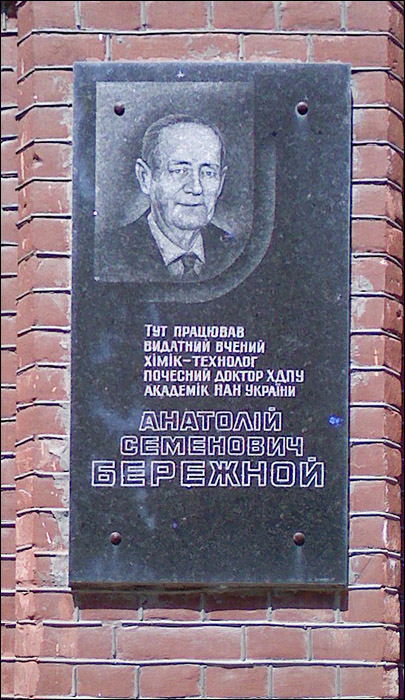 Тут працював
видатний вчений
хімік-технолог
почесний доктор ХДПУ
академік НАН України
АНАТОЛІЙ
СЕМЕНОВИЧ
БЕРЕЖНОЙ